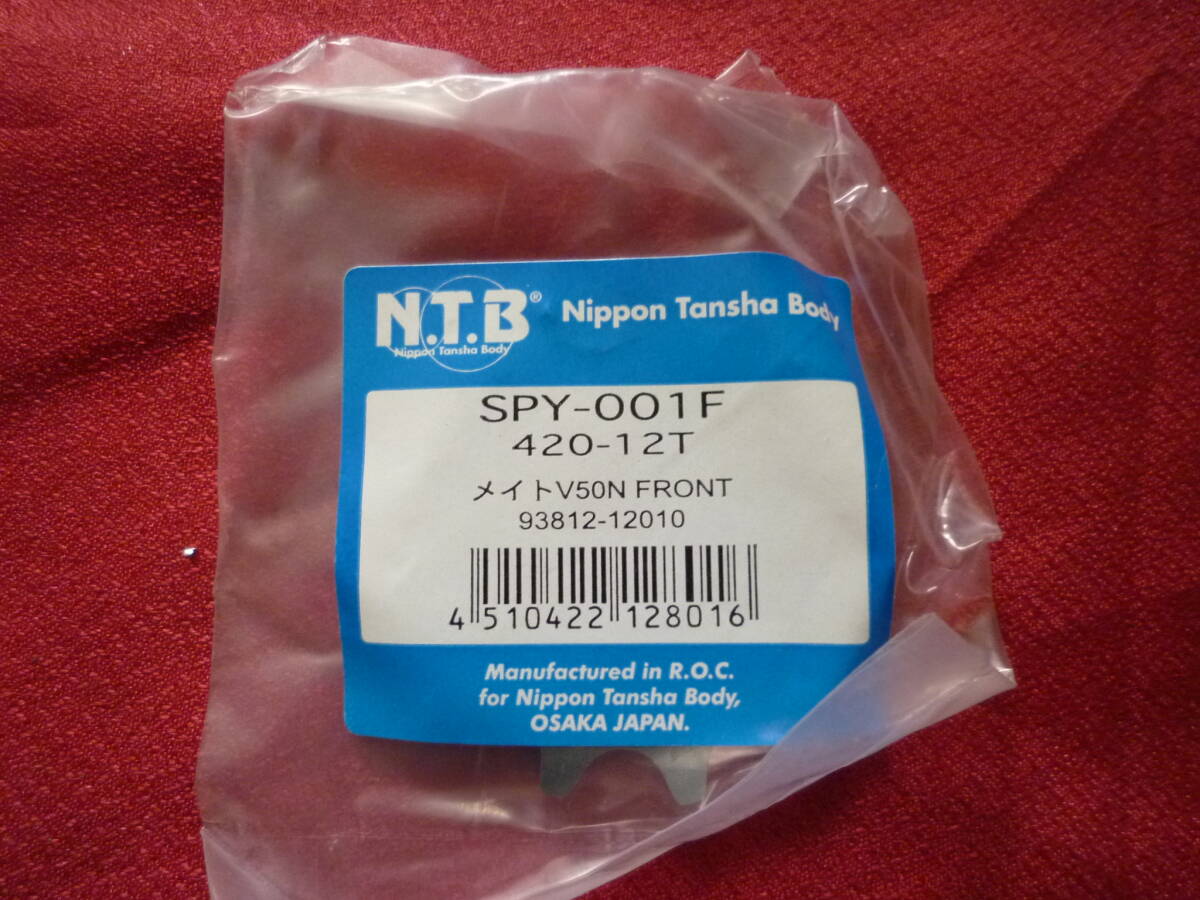 N.T.B® Nippon Tansha Body
Nippon Tansha Body
SPY-001F
420-12T
メイトV50N FRONT
93812-12010
4 510422 128016
Manufactured in R.O.C.
for Nippon Tansha Body,
OSAKA JAPAN.